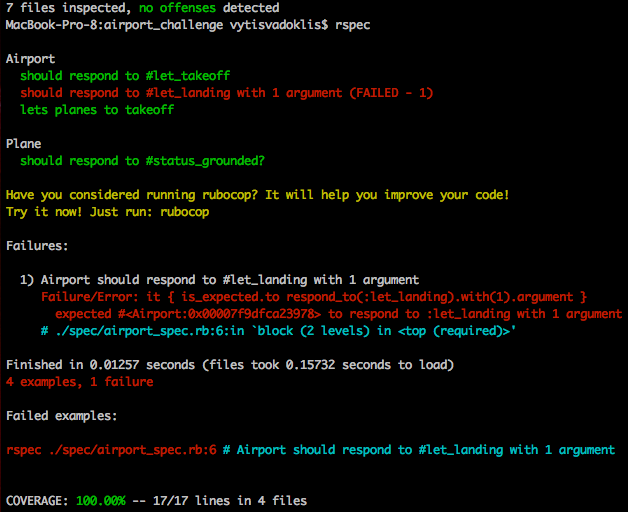 7 files inspected, no offenses detected
MacBook-Pro-8:airport_challenge vytisvadoklis$ rspec
Airport
should respond to #let_takeoff
should respond to #let_landing with 1 argument (FAILED - 1)
lets planes to takeoff
Plane
should respond to #status_grounded?
Have you considered running rubocop? It will help you improve your code!
Try it now! Just run: rubocop
Failures:
1) Airport should respond to #let_landing with 1 argument
Failure/Error: it { is_expected.to respond_to(:let_landing).with(1).argument }
expected #<Airport:0x00007f9dfca23978> to respond to :let_landing with 1 argument
# ./spec/airport_spec.rb:6:in `block (2 levels) in <top (required)>'
Finished in 0.01257 seconds (files took 0.15732 seconds to load)
4 examples, 1 failure
Failed examples:
rspec ./spec/airport_spec.rb:6 # Airport should respond to #let_landing with 1 argument
COVERAGE: 100.00% -- 17/17 lines in 4 files